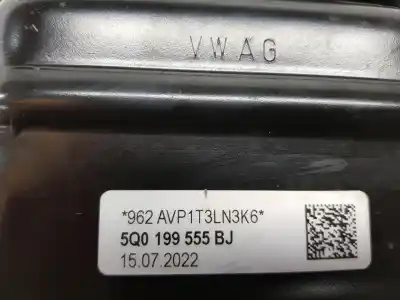 VWAG
*962 AVP1T3LN3K6*
5Q0 199 555 BJ
15.07.2022